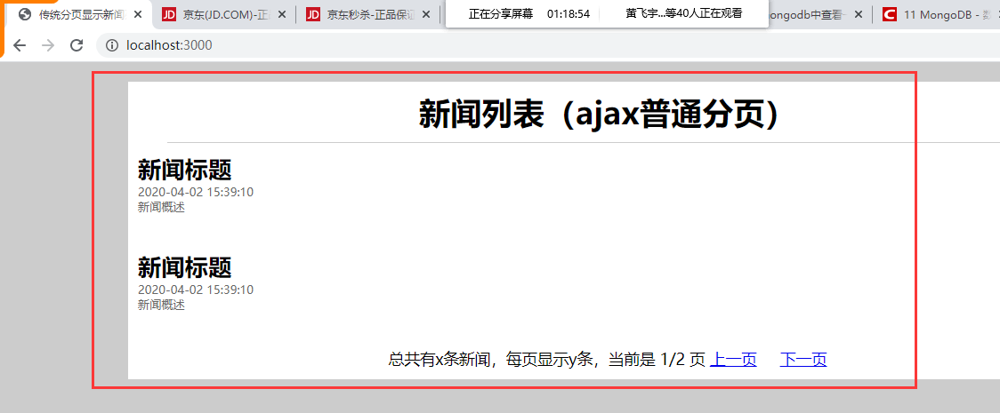 传统分页显示新闻
京东(JD.COM)-正
京东秒杀-正品保证
正在分享屏幕 01:18:54 黄飞宇...等40人正在观看
ongodb中查看
11 MongoDB - 数
localhost:3000
新闻列表（ajax普通分页）
新闻标题
2020-04-02 15:39:10
新闻概述
新闻标题
2020-04-02 15:39:10
新闻概述
总共有x条新闻，每页显示y条，当前是 1/2 页 上一页 下一页